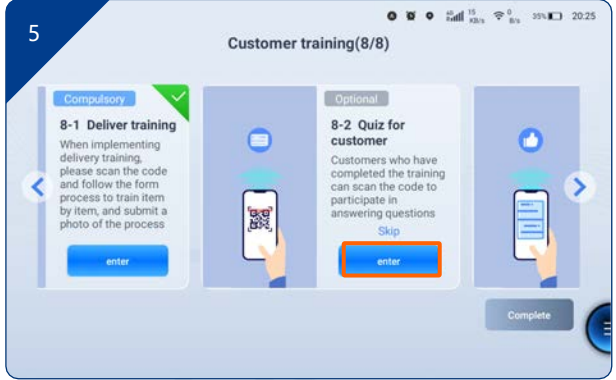 5
15 KB/s 0 B/s 35% 20:25
Customer training(8/8)
Compulsory
8-1 Deliver training
When implementing
delivery training,
please scan the code
and follow the form
process to train item
by item, and submit a
photo of the process
enter
Optional
8-2 Quiz for
customer
Customers who have
completed the training
can scan the code to
participate in
answering questions
Skip
enter
Complete